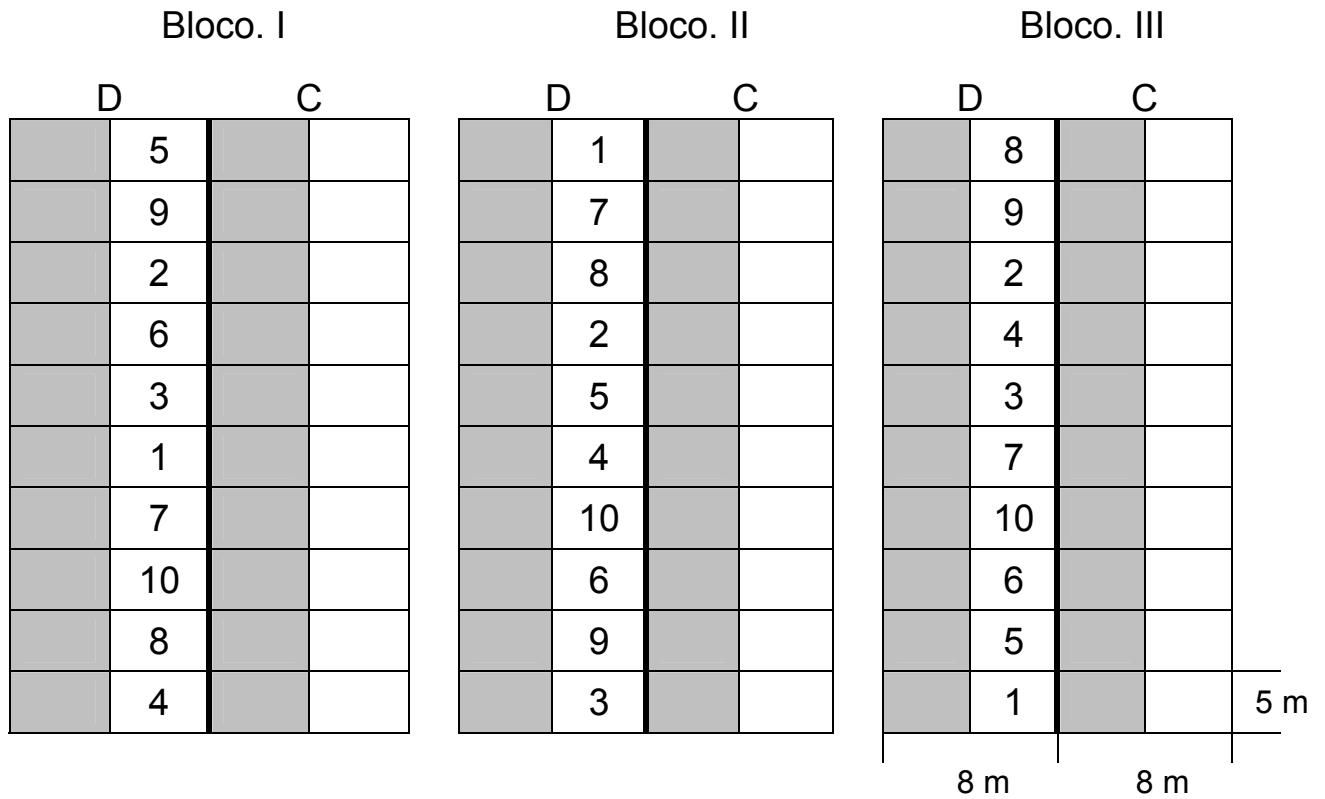 Bloco. I Bloco. II Bloco. III
D C D C D C
5 1 8
9 7 9
2 8 2
6 2 4
3 5 3
1 4 7
7 10 10
10 6 6
8 9 5
4 3 1 5 m
8 m 8 m